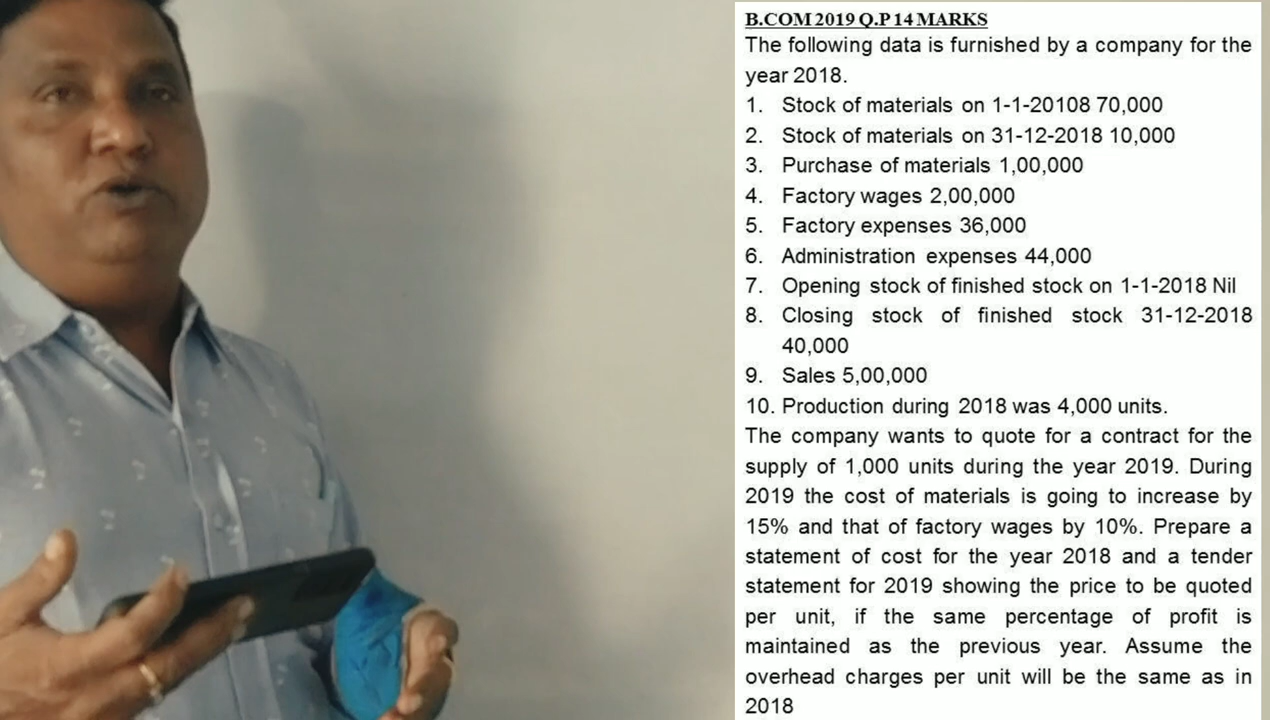 B.COM 2019 Q.P 14 MARKS
The following data is furnished by a company for the
year 2018.
1. Stock of materials on 1-1-20108 70,000
2. Stock of materials on 31-12-2018 10,000
3. Purchase of materials 1,00,000
4. Factory wages 2,00,000
5. Factory expenses 36,000
6. Administration expenses 44,000
7. Opening stock of finished stock on 1-1-2018 Nil
8. Closing stock of finished stock 31-12-2018
40,000
9. Sales 5,00,000
10. Production during 2018 was 4,000 units.
The company wants to quote for a contract for the
supply of 1,000 units during the year 2019. During
2019 the cost of materials is going to increase by
15% and that of factory wages by 10%. Prepare a
statement of cost for the year 2018 and a tender
statement for 2019 showing the price to be quoted
per unit, if the same percentage of profit is
maintained as the previous year. Assume the
overhead charges per unit will be the same as in
2018